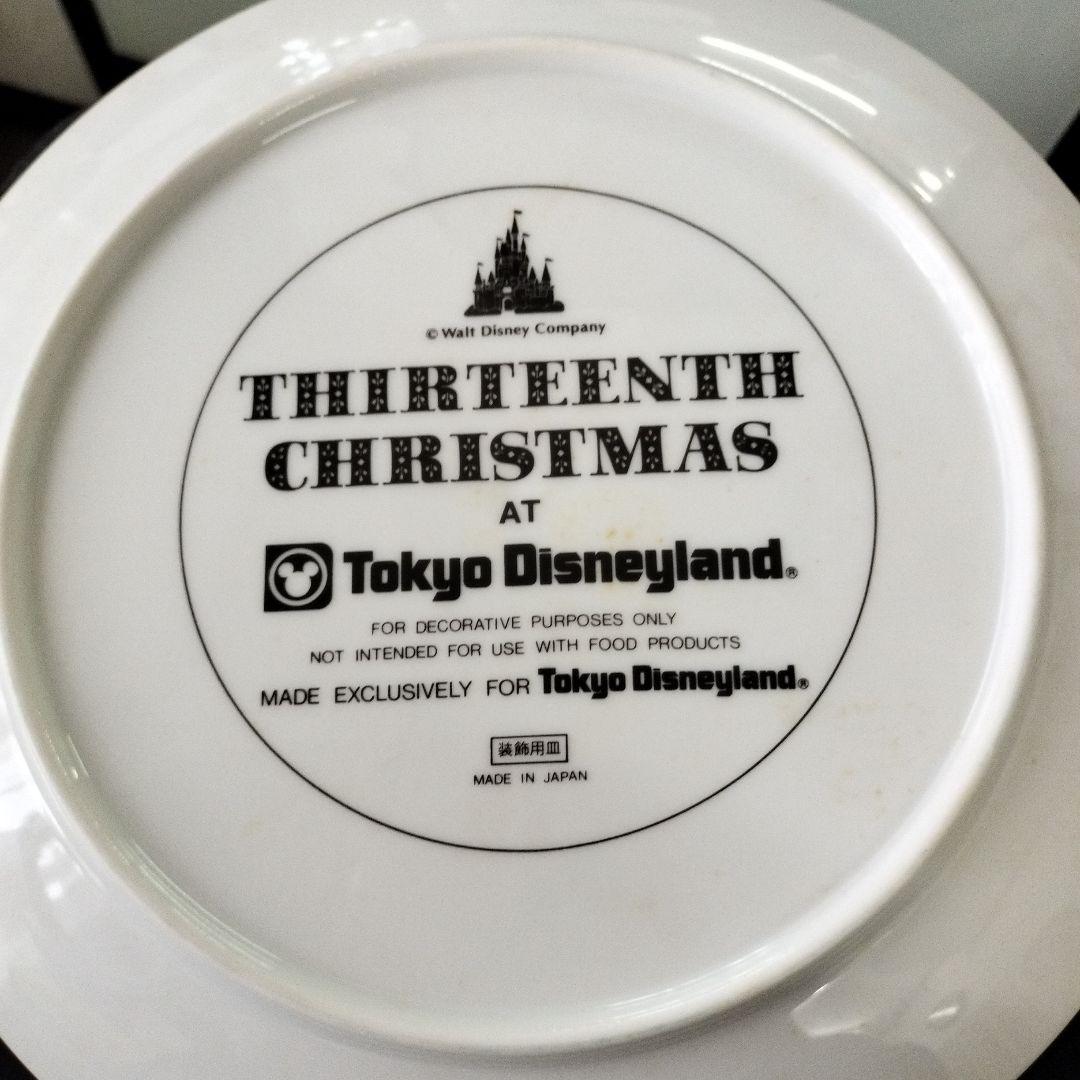 © Walt Disney Company
THIRTEENTH
CHRISTMAS
AT
Tokyo Disneyland®
FOR DECORATIVE PURPOSES ONLY
NOT INTENDED FOR USE WITH FOOD PRODUCTS
MADE EXCLUSIVELY FOR Tokyo Disneyland®
装飾用皿
MADE IN JAPAN